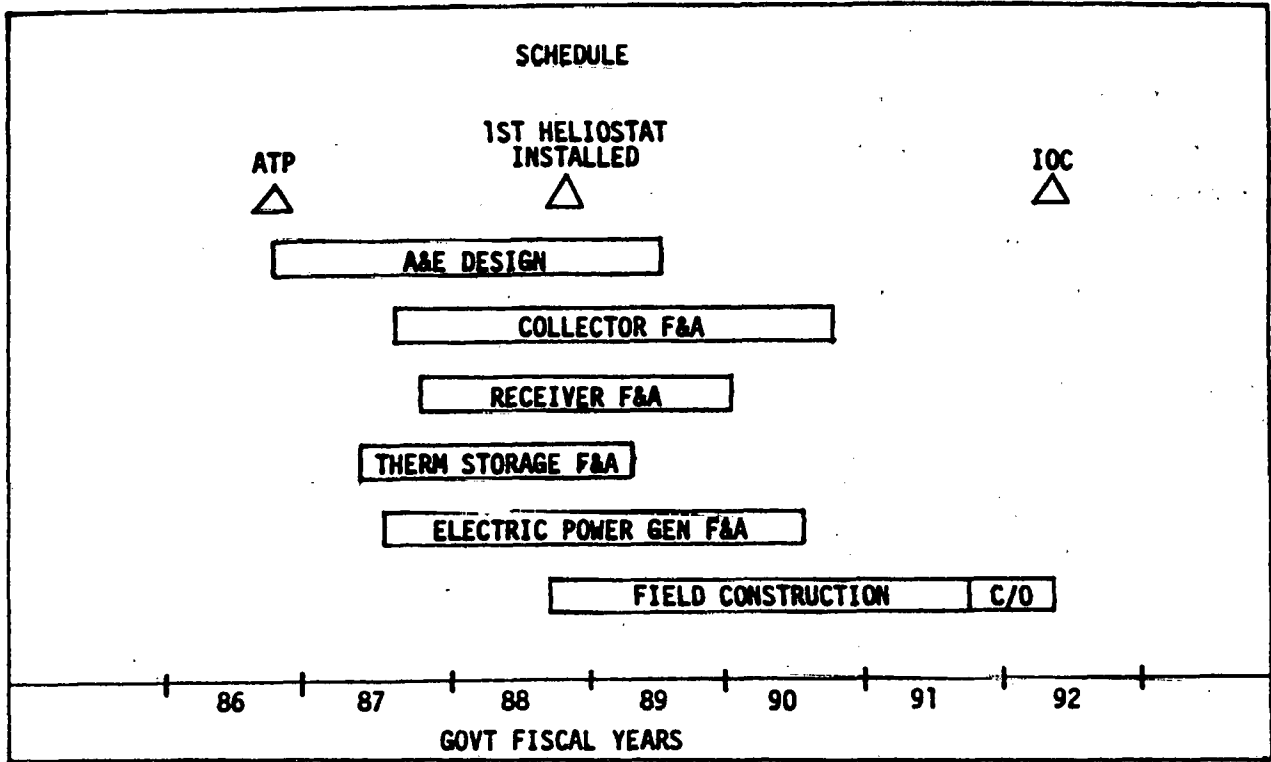 SCHEDULE
1ST HELIOSTAT
INSTALLED
ATP
IOC
A&E DESIGN
COLLECTOR F&A
RECEIVER F&A
THERM STORAGE F&A
ELECTRIC POWER GEN F&A
FIELD CONSTRUCTION C/O
86 87 88 89 90 91 92
GOVT FISCAL YEARS